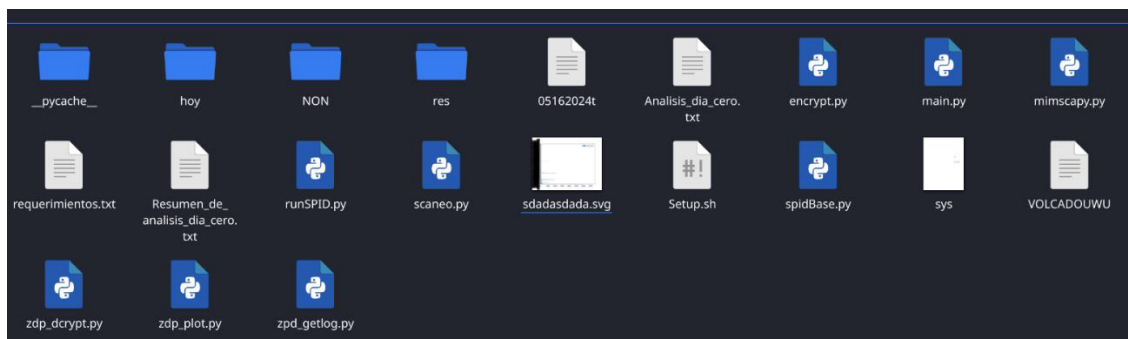 __pycache__
hoy
NON
res
05162024t
Analisis_dia_cero.
txt
encrypt.py
main.py
mimscapy.py
requerimientos.txt
Resumen_de_
analisis_dia_cero.
txt
runSPID.py
scaneo.py
sdadasdada.svg
#!
Setup.sh
spidBase.py
sys
VOLCADOUWU
zdp_dcrypt.py
zdp_plot.py
zpd_getlog.py